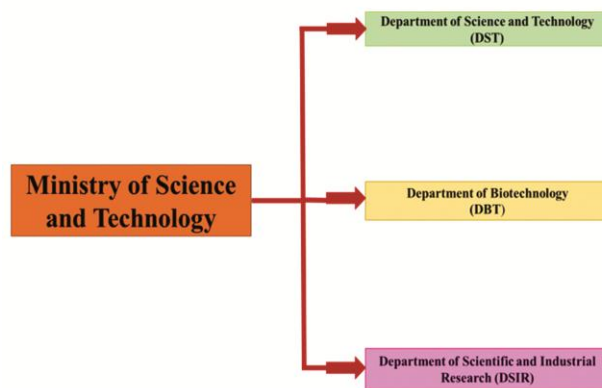 Department of Science and Technology
(DST)
Ministry of Science
and Technology
Department of Biotechnology
(DBT)
Department of Scientific and Industrial
Research (DSIR)